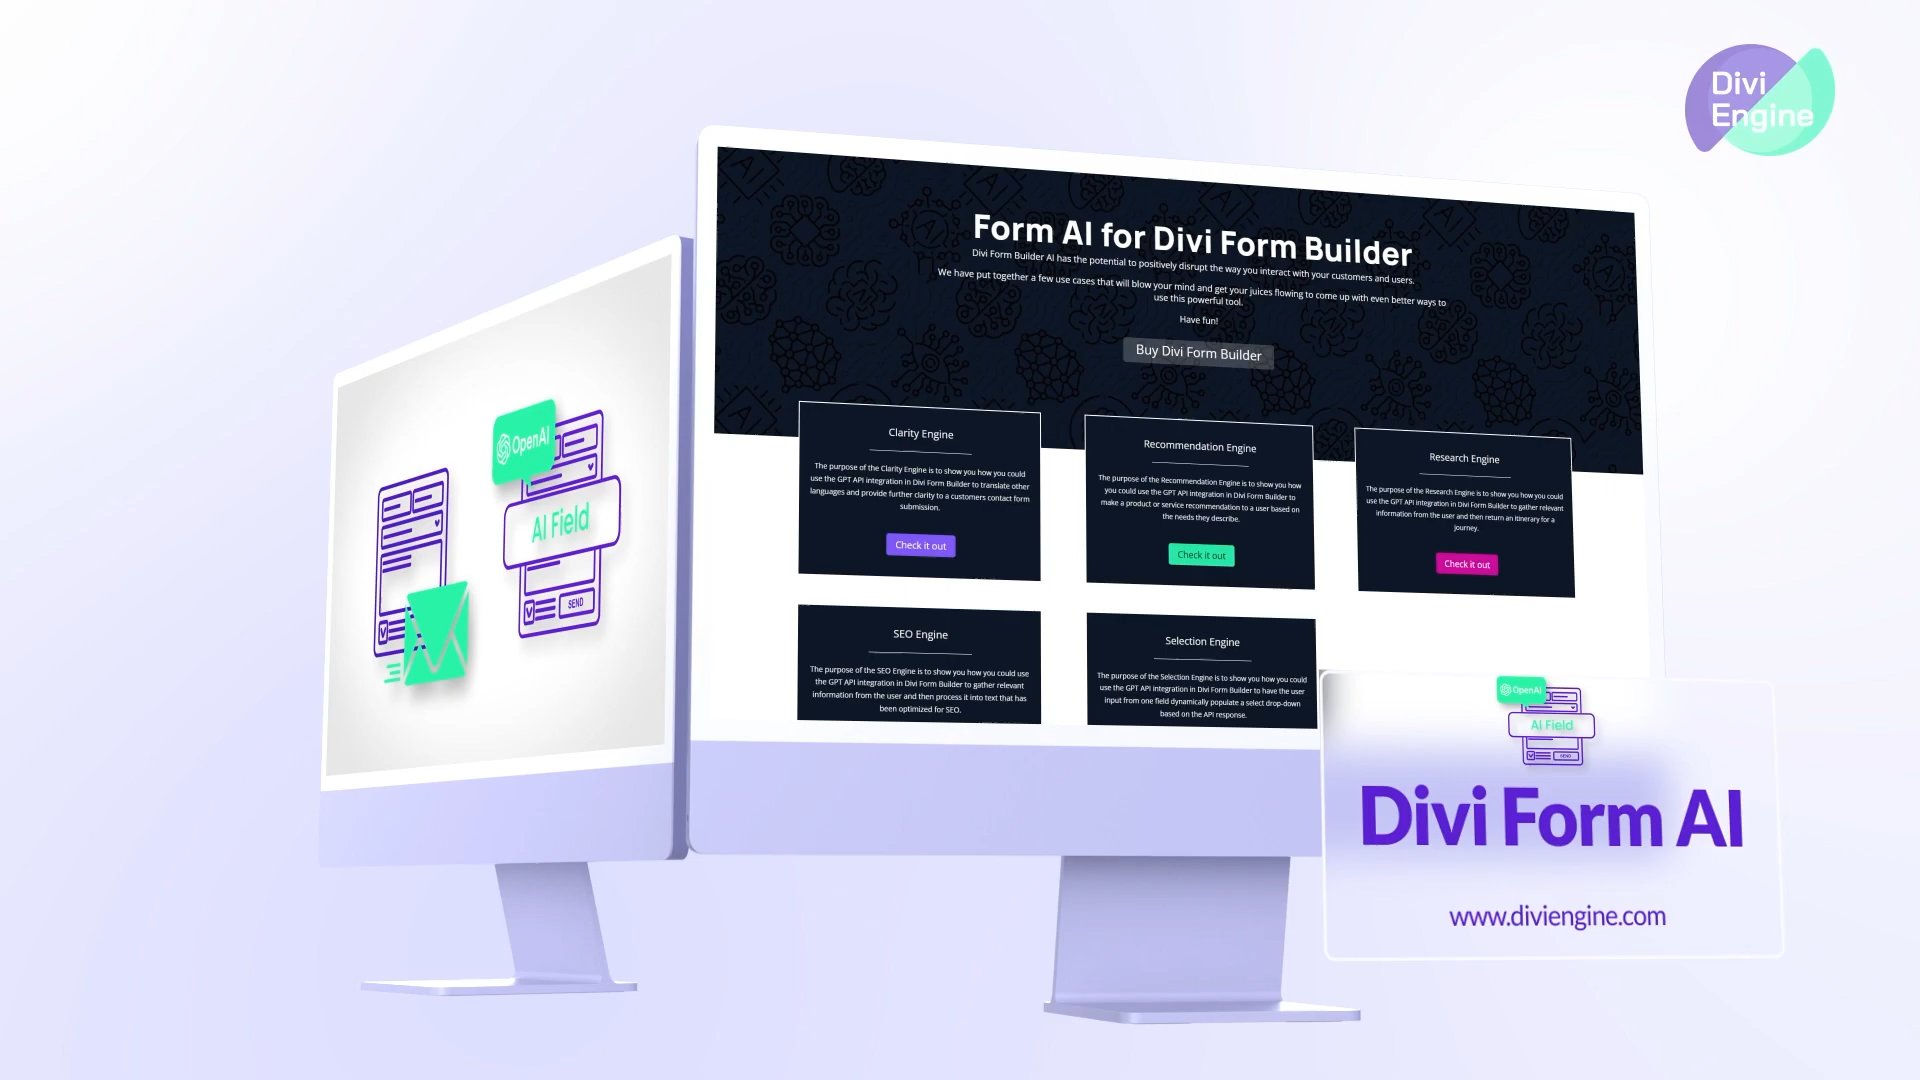 Divi
Engine
Form AI for Divi Form Builder
Divi Form Builder AI has the potential to positively disrupt the way you interact with your customers and users.
We have put together a few use cases that will blow your mind and get your juices flowing to come up with even better ways to
use this powerful tool.
Have fun!
Buy Divi Form Builder
Clarity Engine
The purpose of the Clarity Engine is to show you how you could
use the GPT API integration in Divi Form Builder to translate other
languages and provide further clarity to a customers contact form
submission.
Check it out
Recommendation Engine
The purpose of the Recommendation Engine is to show you how
you could use the GPT API integration in Divi Form Builder to
make a product or service recommendation to a user based on
the needs they describe.
Check it out
Research Engine
The purpose of the Research Engine is to show you how you could
use the GPT API integration in Divi Form Builder to gather relevant
information from the user and then return an itinerary for a
journey.
Check it out
SEO Engine
The purpose of the SEO Engine is to show you how you could use
the GPT API integration in Divi Form Builder to gather relevant
information from the user and then process it into text that has
been optimized for SEO.
Selection Engine
The purpose of the Selection Engine is to show you how you could
use the GPT API integration in Divi Form Builder to have the user
input from one field dynamically populate a select drop-down
based on the API response.
OpenAI
AI Field
SEND
OpenAI
AI Field
SEND
Divi Form AI
www.diviengine.com